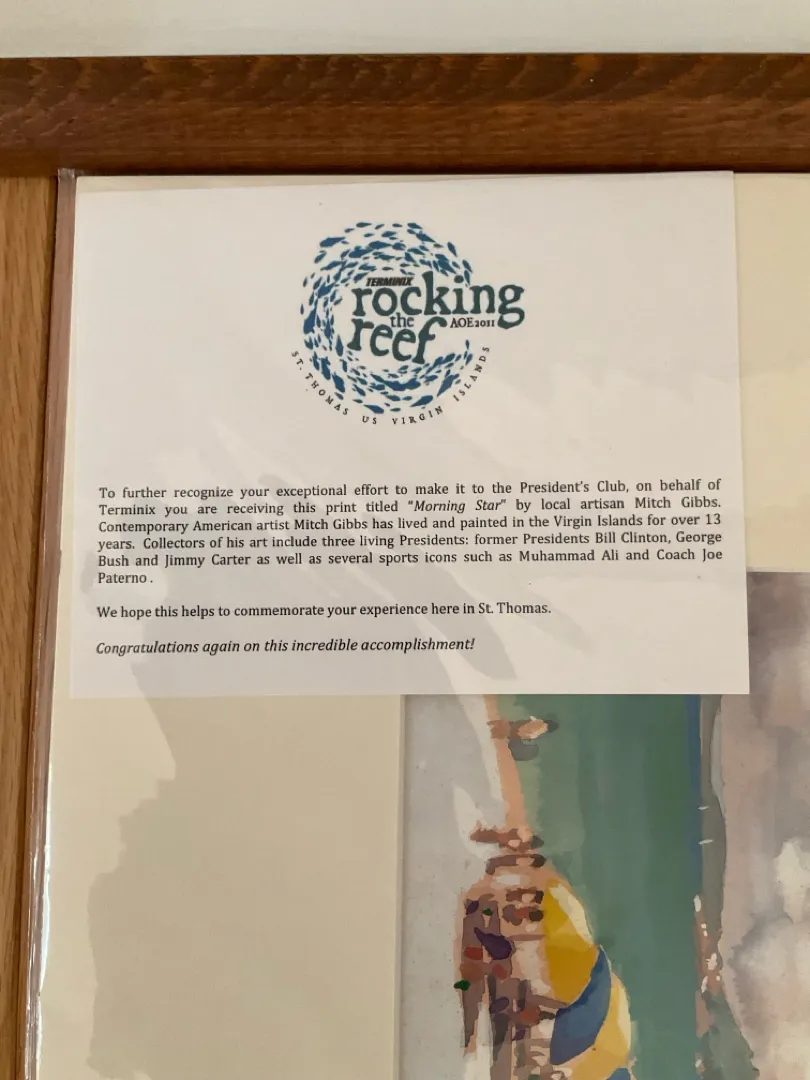 TERMINIX
rocking
the
reef AOE2011
ST. THOMAS US VIRGIN ISLANDS
To further recognize your exceptional effort to make it to the President's Club, on behalf of
Terminix you are receiving this print titled "Morning Star" by local artisan Mitch Gibbs.
Contemporary American artist Mitch Gibbs has lived and painted in the Virgin Islands for over 13
years. Collectors of his art include three living Presidents: former Presidents Bill Clinton, George
Bush and Jimmy Carter as well as several sports icons such as Muhammad Ali and Coach Joe
Paterno .
We hope this helps to commemorate your experience here in St. Thomas.
Congratulations again on this incredible accomplishment!